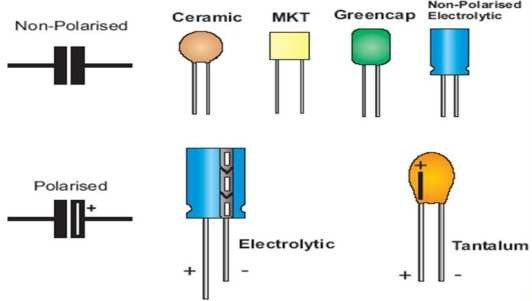 Non-Polarised
Ceramic
MKT
Greencap
Non-Polarised
Electrolytic
Polarised
+
+ -
Electrolytic
+
+ -
Tantalum